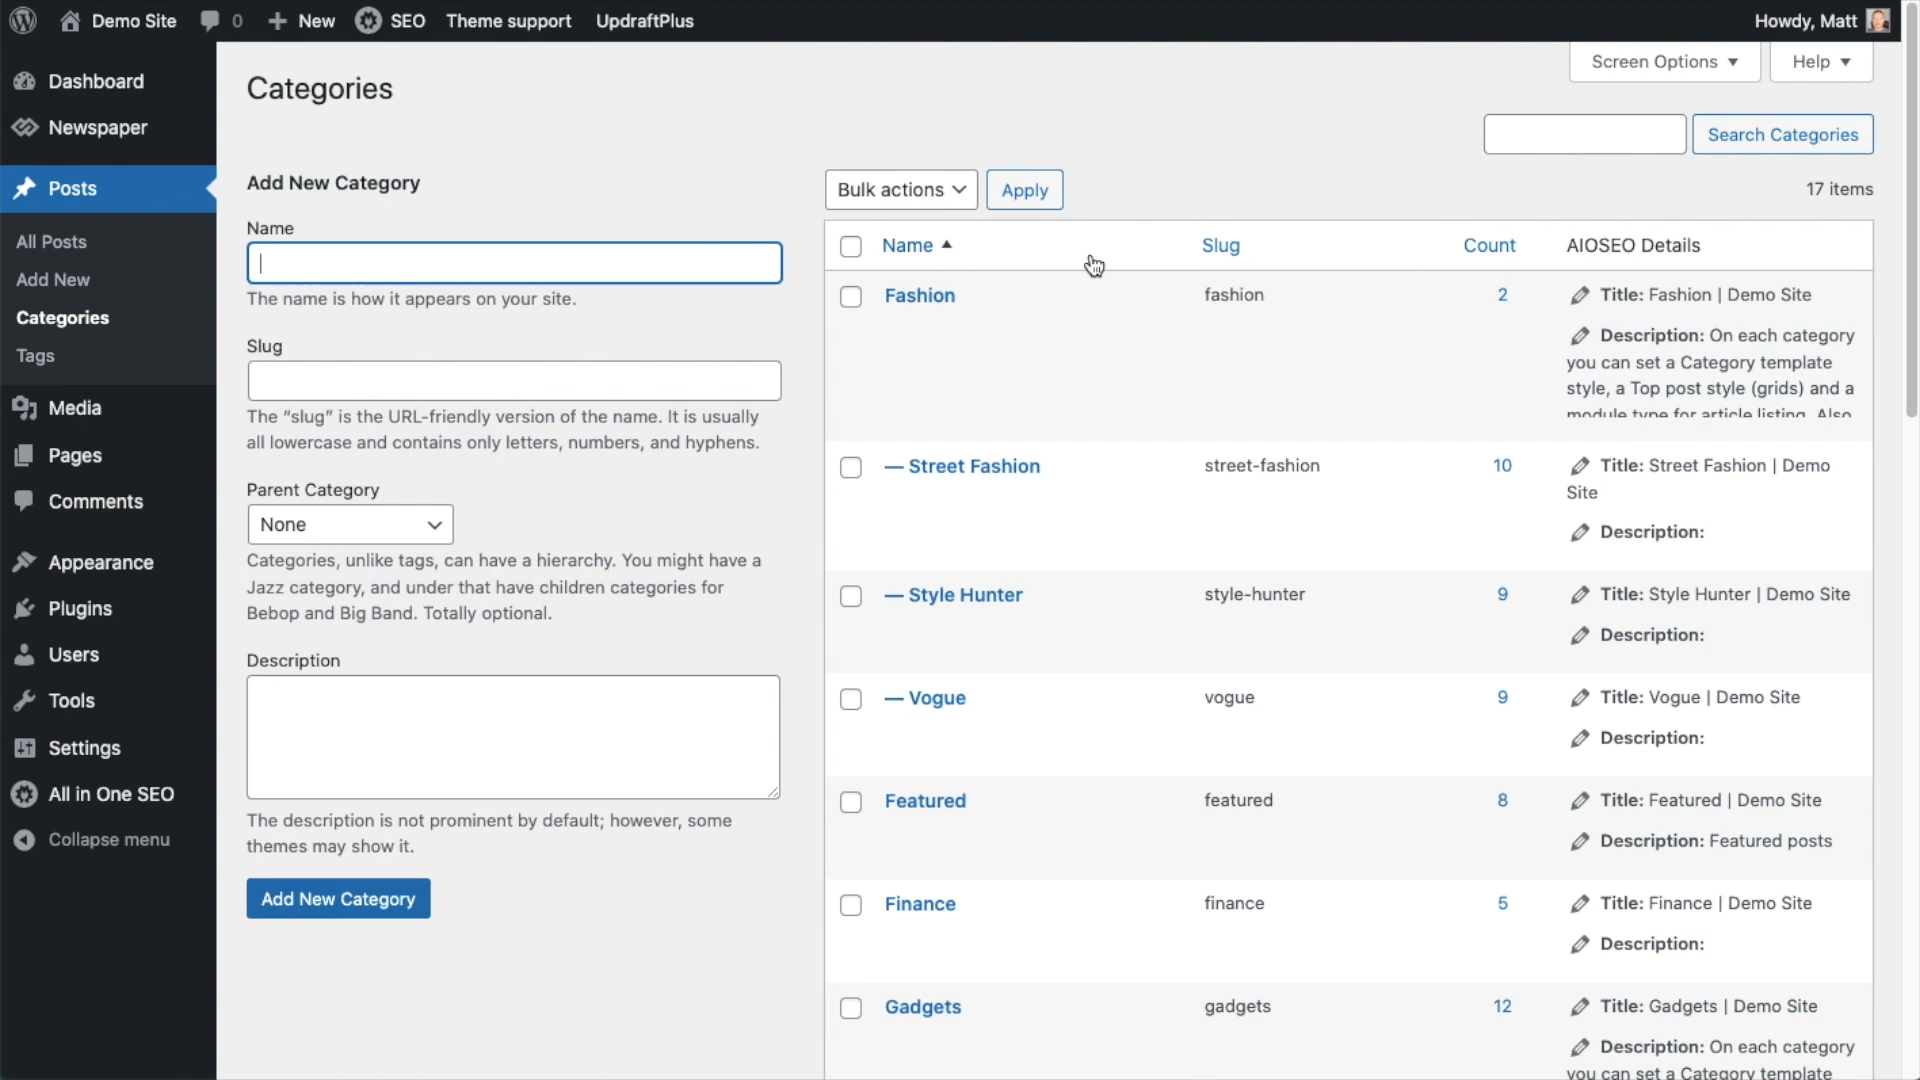 Demo Site
0
New
SEO
Theme support
UpdraftPlus
Howdy, Matt
Dashboard
Newspaper
Posts
All Posts
Add New
Categories
Tags
Media
Pages
Comments
Appearance
Plugins
Users
Tools
Settings
All in One SEO
Collapse menu
Screen Options
Help
Categories
Search Categories
Add New Category
Name
The name is how it appears on your site.
Slug
The “slug” is the URL-friendly version of the name. It is usually
all lowercase and contains only letters, numbers, and hyphens.
Parent Category
None
Categories, unlike tags, can have a hierarchy. You might have a
Jazz category, and under that have children categories for
Bebop and Big Band. Totally optional.
Description
The description is not prominent by default; however, some
themes may show it.
Add New Category
Bulk actions
Apply
17 items
Name
Slug
Count
AIOSEO Details
Fashion
fashion
2
Title: Fashion | Demo Site
Description: On each category
you can set a Category template
style, a Top post style (grids) and a
module type for article listing. Also
— Street Fashion
street-fashion
10
Title: Street Fashion | Demo
Site
Description:
— Style Hunter
style-hunter
9
Title: Style Hunter | Demo Site
Description:
— Vogue
vogue
9
Title: Vogue | Demo Site
Description:
Featured
featured
8
Title: Featured | Demo Site
Description: Featured posts
Finance
finance
5
Title: Finance | Demo Site
Description:
Gadgets
gadgets
12
Title: Gadgets | Demo Site
Description: On each category
you can set a Category template